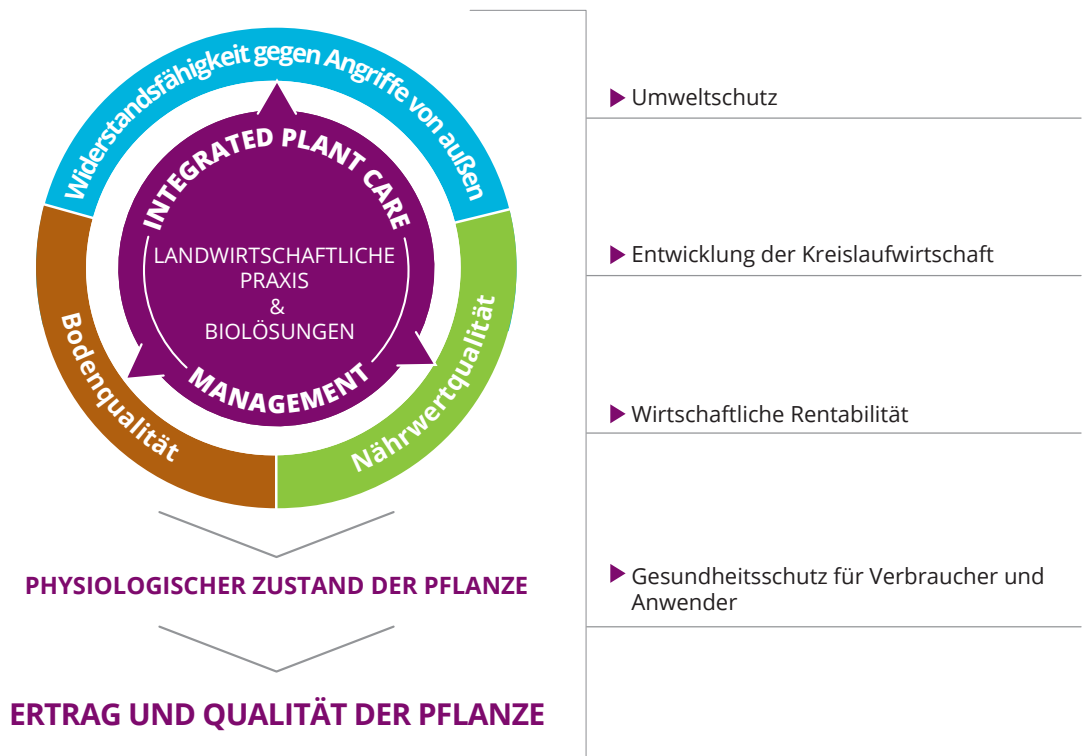 Widerstandsfähigkeit gegen Angriffe von außen
INTEGRATED PLANT CARE
LANDWIRTSCHAFTLICHE
PRAXIS
&
BIOLÖSUNGEN
MANAGEMENT
Bodenqualität
Nährwertqualität
PHYSIOLOGISCHER ZUSTAND DER PFLANZE
ERTRAG UND QUALITÄT DER PFLANZE
Umweltschutz
Entwicklung der Kreislaufwirtschaft
Wirtschaftliche Rentabilität
Gesundheitsschutz für Verbraucher und
Anwender